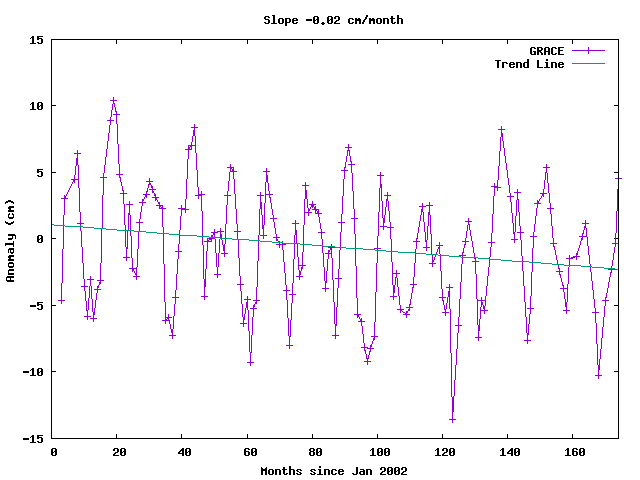 Slope -0.02 cm/month
15
10
5
0
-5
-10
-15
Anomaly (cm)
GRACE
Trend Line
0 20 40 60 80 100 120 140 160
Months since Jan 2002